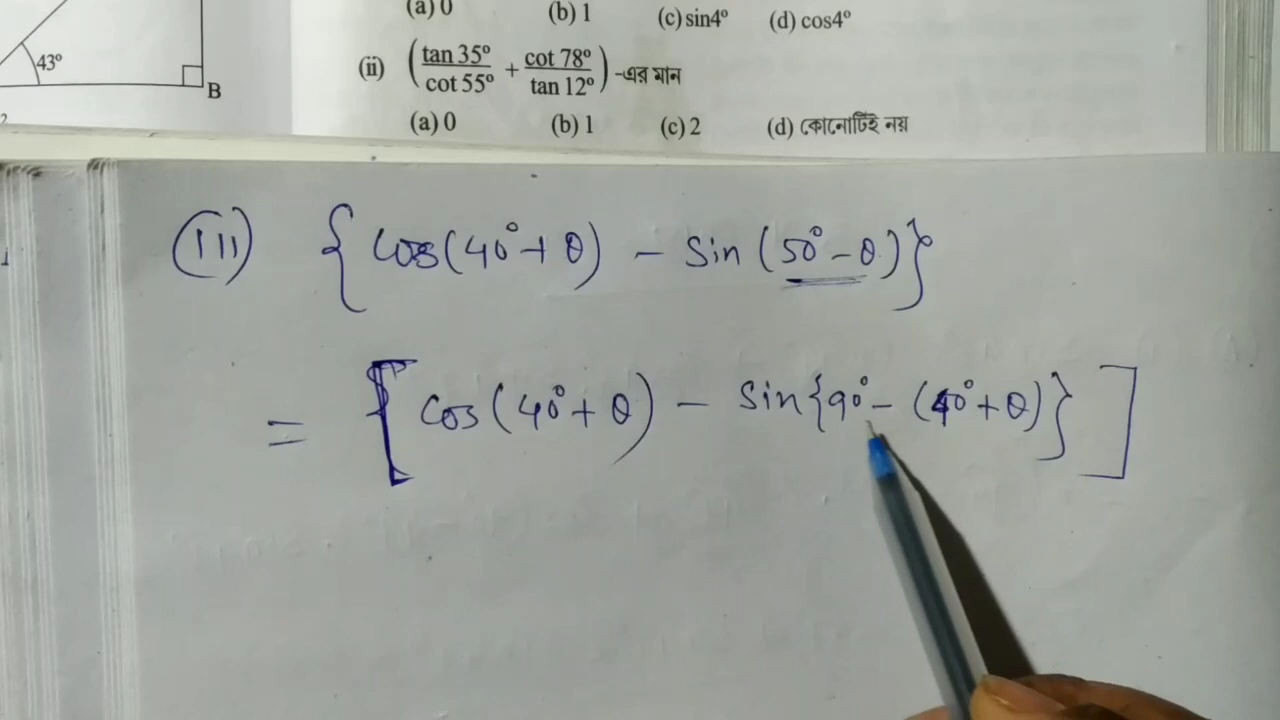 (a) 0 (b) 1 (c) sin4° (d) cos4°
43°
B
(ii) (tan 35°/cot 55° + cot 78°/tan 12°) -এর মান
(a) 0 (b) 1 (c) 2 (d) কোনোটিই নয়
(III) {cos(40°+θ) - sin(50°-θ)}
= [cos(40°+θ) - sin{90°-(40°+θ)}]